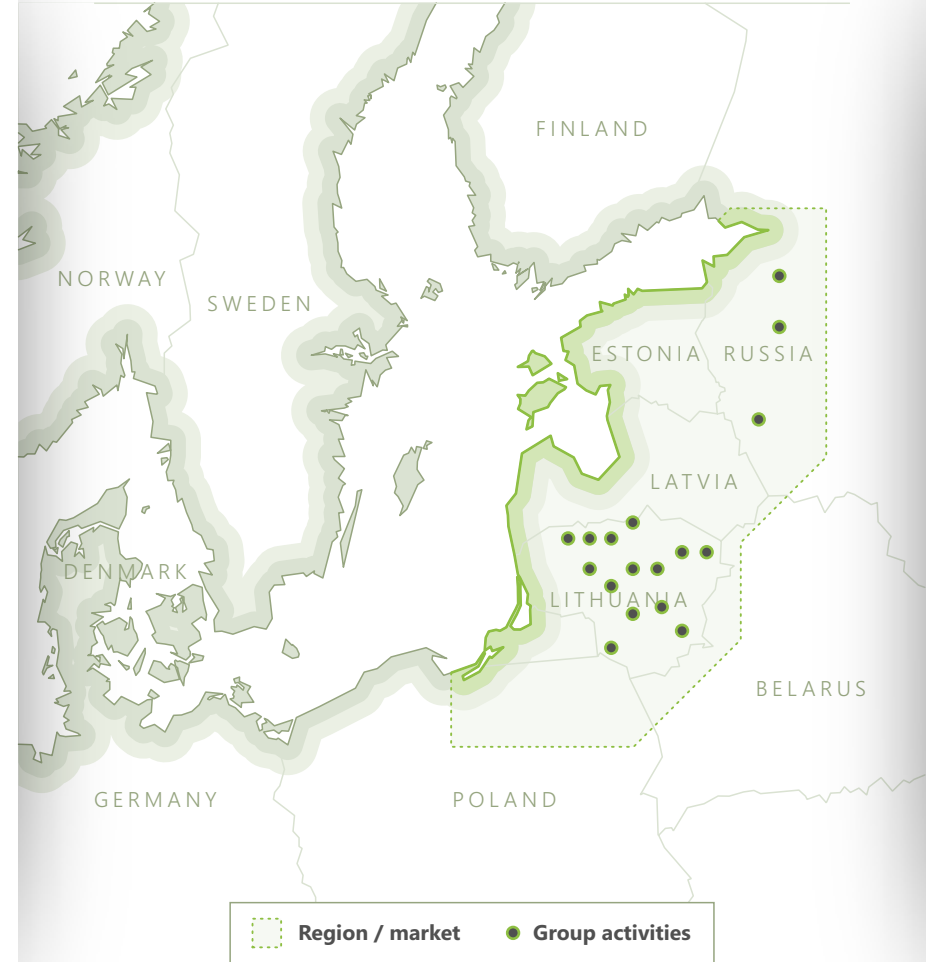 FINLAND
NORWAY
SWEDEN
ESTONIA
RUSSIA
LATVIA
DENMARK
LITHUANIA
BELARUS
GERMANY
POLAND
Region / market
Group activities